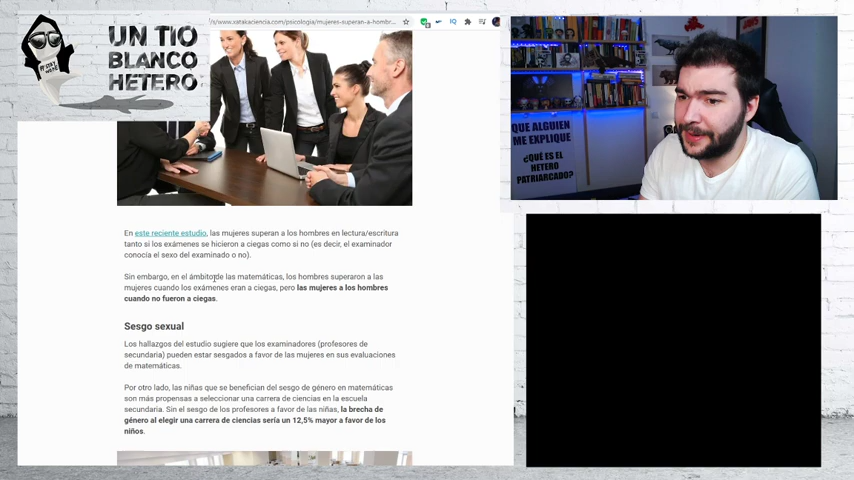 /www.xatakaciencia.com/psicologia/mujeres-superan-a-hombr...
UN TIO
BLANCO
HETERO
QUE ALGUIEN
ME EXPLIQUE
¿QUÉ ES EL
HETERO
PATRIARCADO?
En este reciente estudio, las mujeres superan a los hombres en lectura/escritura
tanto si los exámenes se hicieron a ciegas como si no (es decir, el examinador
conocía el sexo del examinado o no).
Sin embargo, en el ámbito de las matemáticas, los hombres superaron a las
mujeres cuando los exámenes eran a ciegas, pero las mujeres a los hombres
cuando no fueron a ciegas.
Sesgo sexual
Los hallazgos del estudio sugiere que los examinadores (profesores de
secundaria) pueden estar sesgados a favor de las mujeres en sus evaluaciones
de matemáticas.
Por otro lado, las niñas que se benefician del sesgo de género en matemáticas
son más propensas a seleccionar una carrera de ciencias en la escuela
secundaria. Sin el sesgo de los profesores a favor de las niñas, la brecha de
género al elegir una carrera de ciencias sería un 12,5% mayor a favor de los
niños.